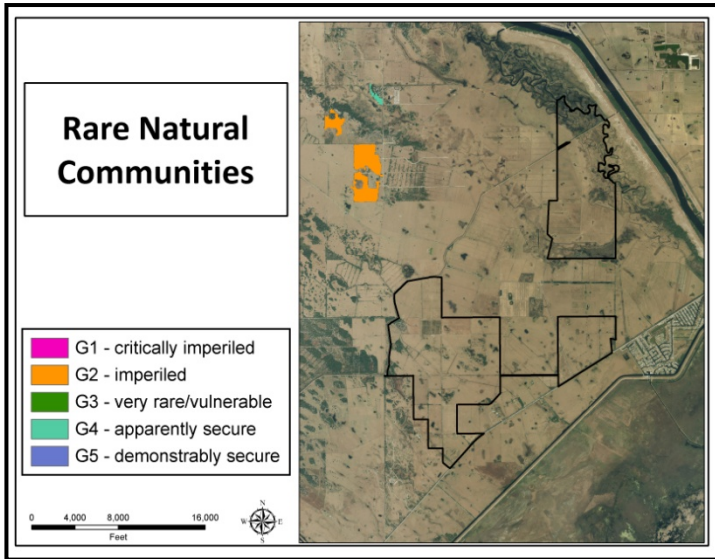 Rare Natural
Communities
G1 - critically imperiled
G2 - imperiled
G3 - very rare/vulnerable
G4 - apparently secure
G5 - demonstrably secure
0 4,000 8,000 16,000
Feet
N
W E
S